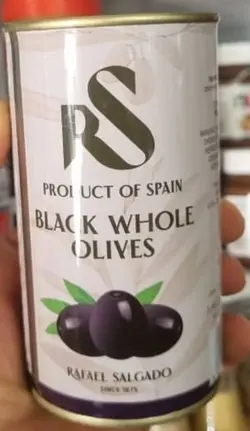 RS
PRODUCT OF SPAIN
BLACK WHOLE
OLIVES
RAFAEL SALGADO
SINCE 1875